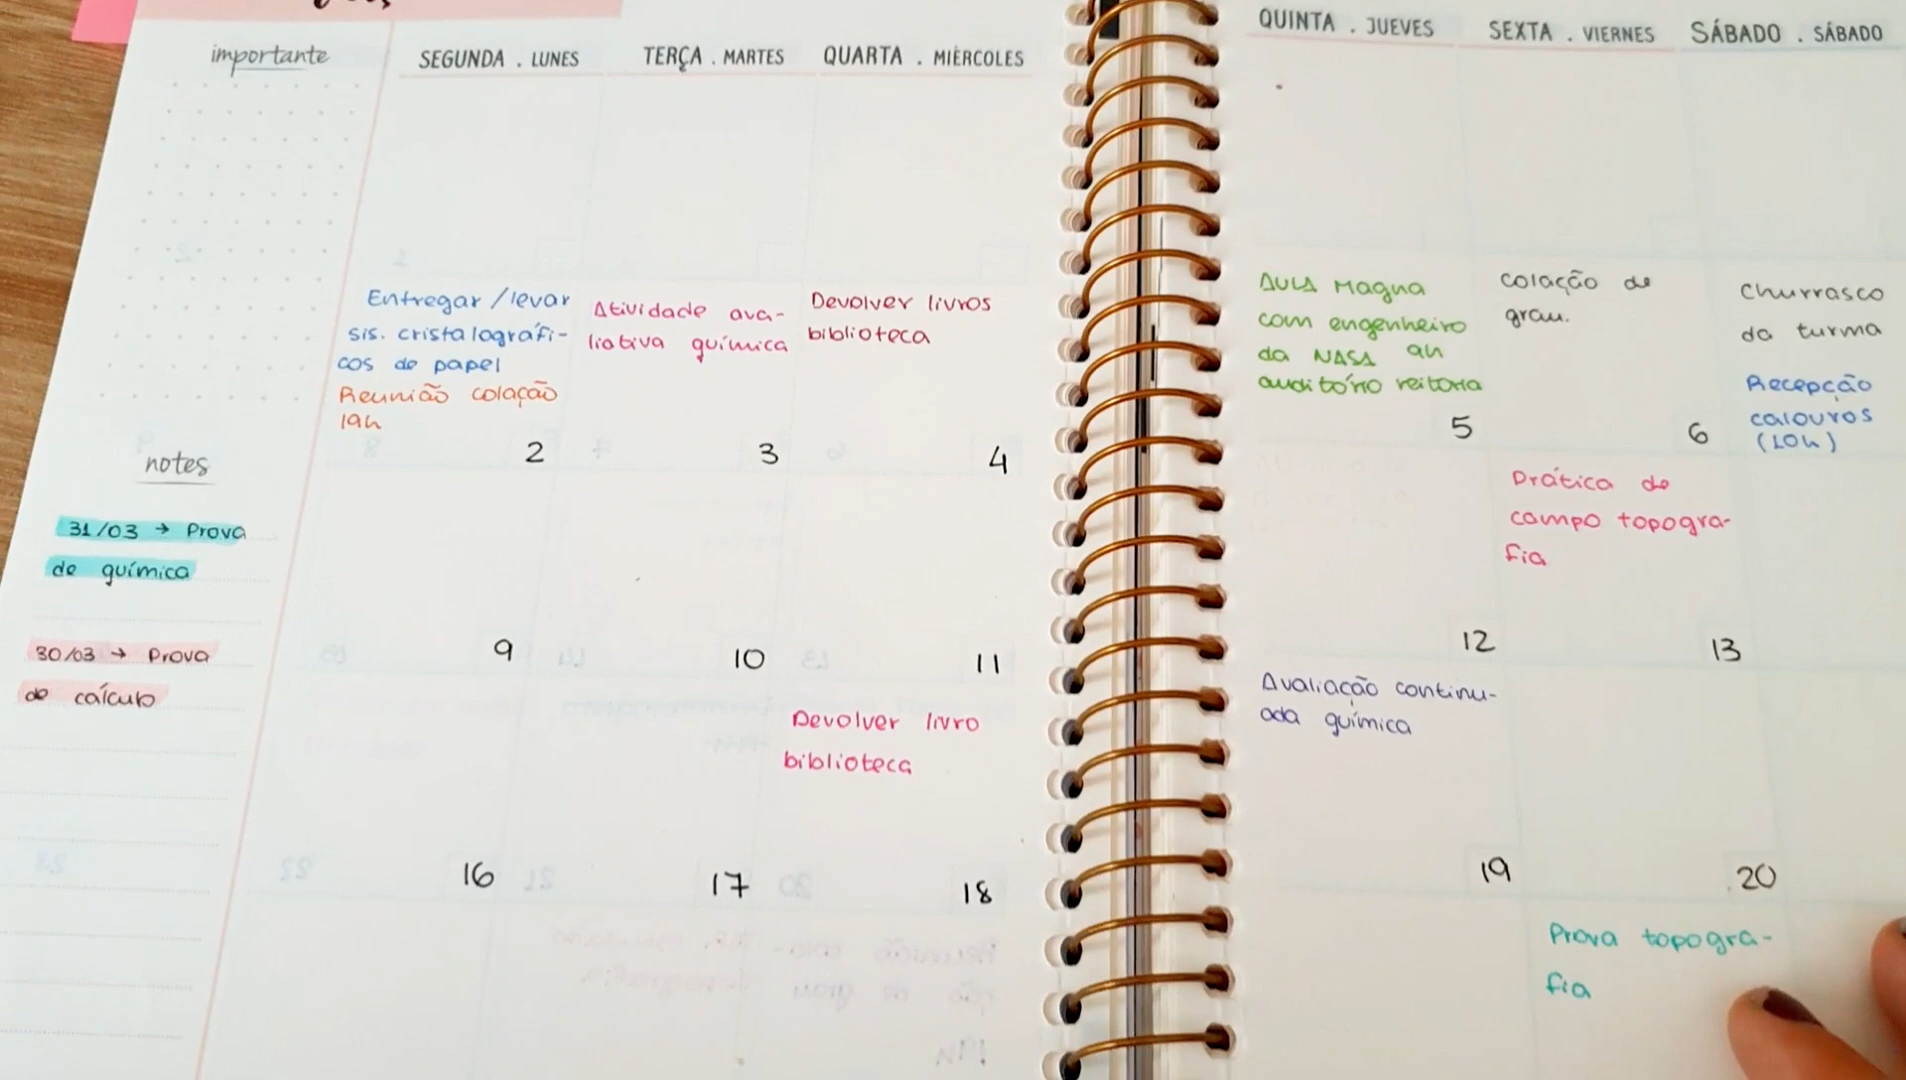 importante
SEGUNDA . LUNES
TERÇA . MARTES
QUARTA . MIÉRCOLES
QUINTA . JUEVES
SEXTA . VIERNES
SÁBADO . SÁBADO
Entregar/levar
sis. cristalográfi-
cos de papel
Reunião colação
19h
2
Atividade ava-
liativa química
3
Devolver livros
biblioteca
4
Aula Magna
com engenheiro
da NASA 9h
auditório reitoria
5
Colação de
grau.
6
Churrasco
da turma
Recepção
calouros
(10h)
notes
31/03 → Prova
de química
30/03 → Prova
de cálculo
9
10
11
12
Prática de
campo topogra-
fia
13
16
17
Devolver livro
biblioteca
18
Avaliação continu-
ada química
19
20
Prova topogra-
fia